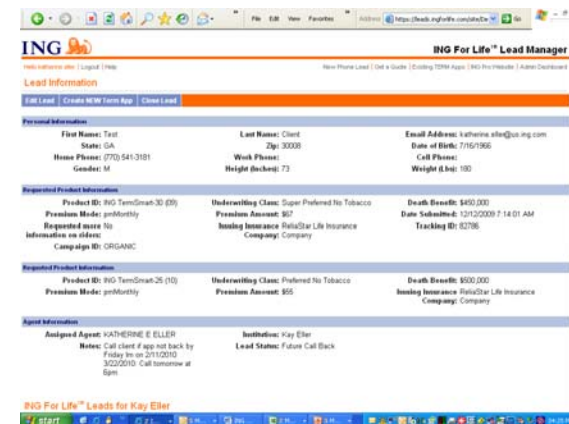 File Edit View Favorites
Address https://leads.ingforlife.com/site/De Go
ING
ING For Life™ Lead Manager
Hello katherine eller | Logout | Help
New Phone Lead | Get a Quote | Existing TERM Apps | ING Pro Website | Admin Dashboard
Lead Information
Edit Lead Create NEW Term App Close Lead
Personal Information
First Name: Test Last Name: Client Email Address: katherine.eller@us.ing.com
State: GA Zip: 30008 Date of Birth: 7/16/1966
Home Phone: (770) 541-3181 Work Phone: Cell Phone:
Gender: M Height (Inches): 73 Weight (Lbs): 180
Requested Product Information
Product ID: ING TermSmart-30 (09) Underwriting Class: Super Preferred No Tobacco Death Benefit: $450,000
Premium Mode: pmMonthly Premium Amount: $67 Date Submitted: 12/12/2009 7:14:01 AM
Requested more information on riders: No Issuing Insurance Company: ReliaStar Life Insurance Company Tracking ID: 82786
Campaign ID: ORGANIC
Requested Product Information
Product ID: ING TermSmart-25 (10) Underwriting Class: Preferred No Tobacco Death Benefit: $500,000
Premium Mode: pmMonthly Premium Amount: $55 Issuing Insurance Company: ReliaStar Life Insurance Company
Agent Information
Assigned Agent: KATHERINE E ELLER Institution: Kay Eller
Notes: Call client if app not back by Lead Status: Future Call Back
Friday lm on 2/11/2010
3/22/2010: Call tomorrow at
6pm
ING For Life™ Leads for Kay Eller
start